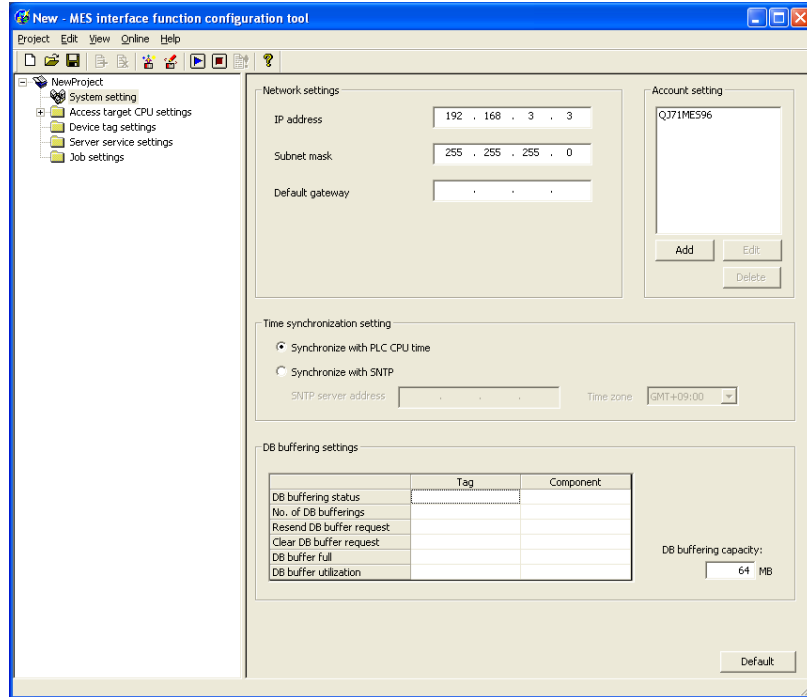 New - MES interface function configuration tool
Project Edit View Online Help
NewProject
System setting
Access target CPU settings
Device tag settings
Server service settings
Job settings
Network settings
IP address 192 . 168 . 3 . 3
Subnet mask 255 . 255 . 255 . 0
Default gateway . . .
Account setting
QJ71MES96
Add Edit
Delete
Time synchronization setting
Synchronize with PLC CPU time
Synchronize with SNTP
SNTP server address . . . Time zone GMT+09:00
DB buffering settings
Tag Component
DB buffering status
No. of DB bufferings
Resend DB buffer request
Clear DB buffer request
DB buffer full
DB buffer utilization
DB buffering capacity:
64 MB
Default